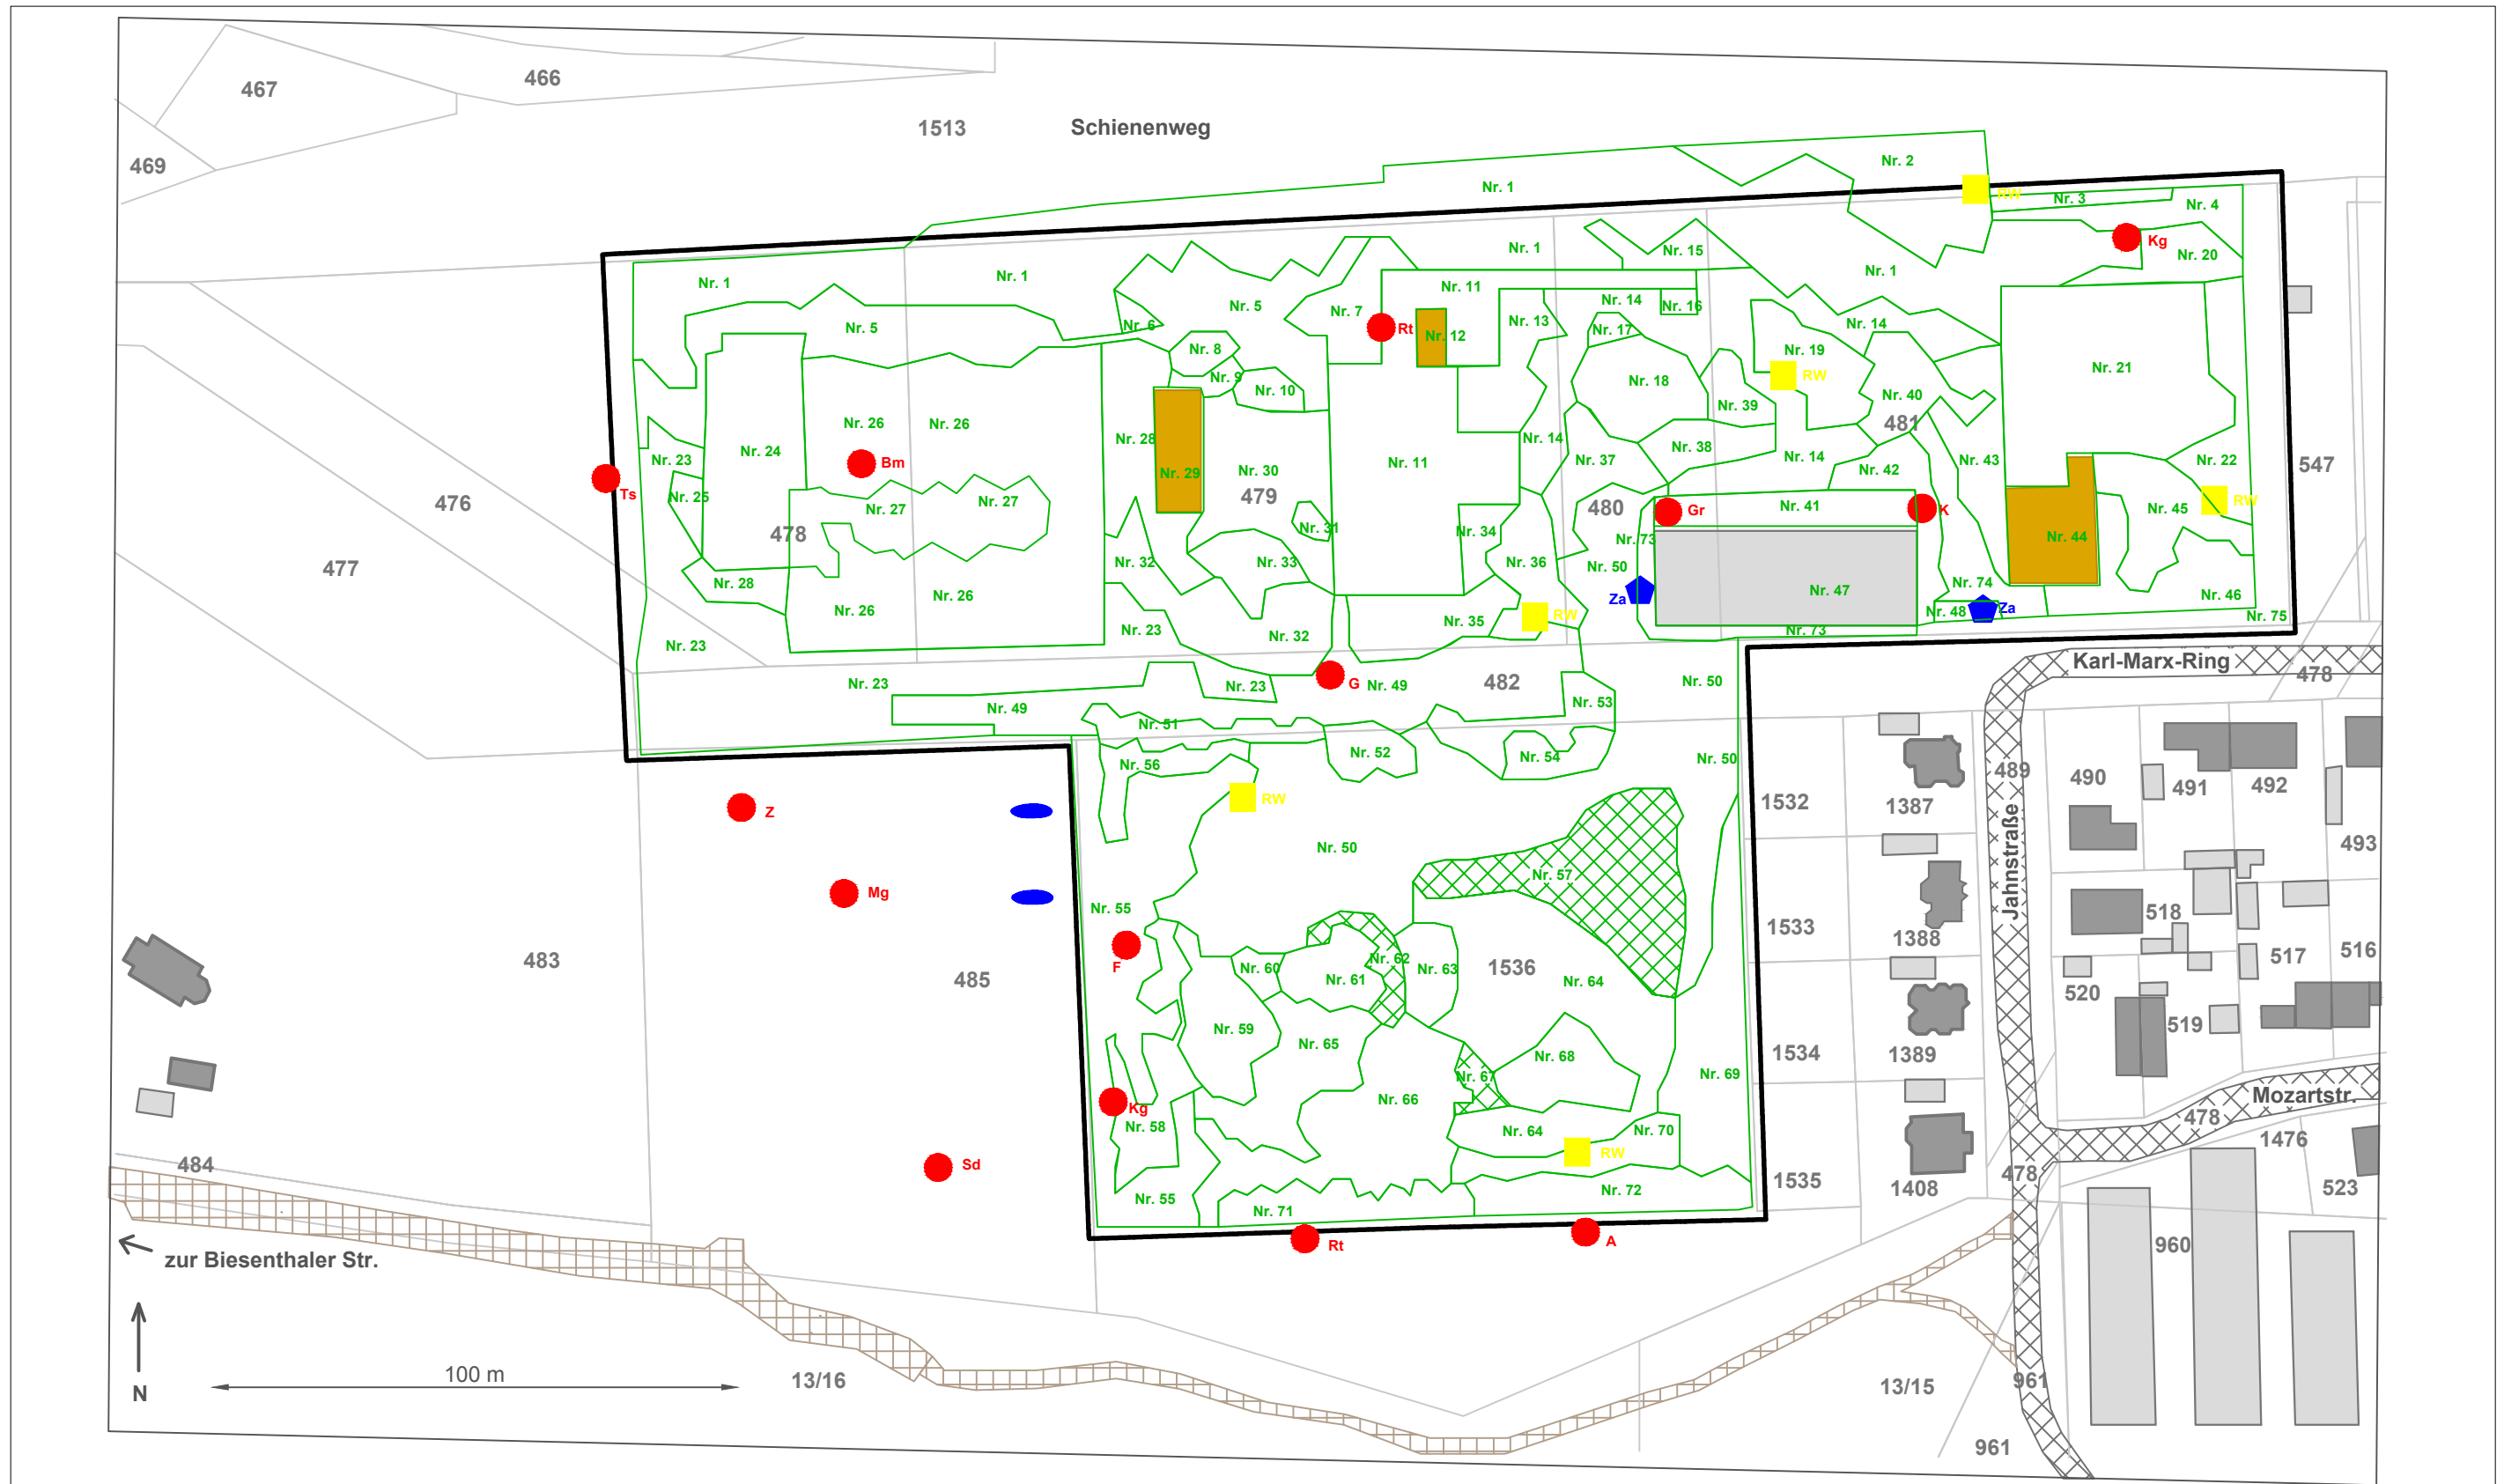 467
466
1513
Schienenweg
469
Nr. 2
Nr. 1
RW
Nr. 3
Nr. 4
Kg
Nr. 20
Nr. 1
Nr. 1
Nr. 1
Nr. 15
Nr. 1
Nr. 5
Nr. 5
Nr. 6
Nr. 7
Rt
Nr. 11
Nr. 12
Nr. 13
Nr. 14
Nr. 16
Nr. 17
Nr. 14
Nr. 19
Nr. 8
Nr. 9
Nr. 10
Nr. 18
RW
Nr. 21
Nr. 39
Nr. 40
481
Nr. 26
Nr. 26
Nr. 24
Nr. 28
Nr. 14
Nr. 38
Nr. 23
Bm
Nr. 29
Nr. 30
Nr. 11
Nr. 37
Nr. 14
Nr. 42
Nr. 43
Nr. 22
547
Ts
Nr. 25
Nr. 27
Nr. 27
476
479
480
Gr
Nr. 41
K
Nr. 45
RW
478
Nr. 31
Nr. 34
Nr. 73
Nr. 44
477
Nr. 28
Nr. 32
Nr. 33
Nr. 36
Nr. 50
Nr. 47
Nr. 74
Nr. 26
Nr. 26
Za
Nr. 48
Za
Nr. 46
Nr. 75
Nr. 23
Nr. 23
Nr. 32
Nr. 35
RW
Nr. 73
Karl-Marx-Ring
478
Nr. 23
Nr. 23
G
Nr. 49
482
Nr. 50
Nr. 49
Nr. 51
Nr. 53
Nr. 56
Nr. 52
Nr. 54
Nr. 50
489
490
491
492
Z
RW
1532
1387
Jahnstraße
493
Nr. 50
Nr. 57
Mg
Nr. 55
518
483
485
F
Nr. 60
Nr. 61
Nr. 62
Nr. 63
1536
Nr. 64
1533
1388
517
516
520
Nr. 59
Nr. 65
Nr. 68
1534
1389
519
Nr. 67
Nr. 69
Kg
Nr. 58
Nr. 66
Nr. 64
Nr. 70
Mozartstr.
478
1476
484
Sd
RW
478
Nr. 55
Nr. 71
Nr. 72
1535
1408
523
Rt
A
960
zur Biesenthaler Str.
100 m
N
13/16
13/15
961
961